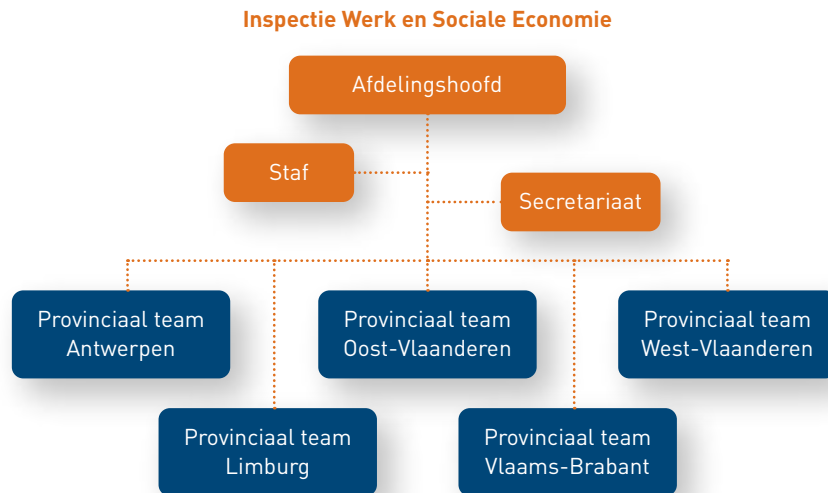 Inspectie Werk en Sociale Economie
Afdelingshoofd
Staf
Secretariaat
Provinciaal team
Antwerpen
Provinciaal team
Oost-Vlaanderen
Provinciaal team
West-Vlaanderen
Provinciaal team
Limburg
Provinciaal team
Vlaams-Brabant